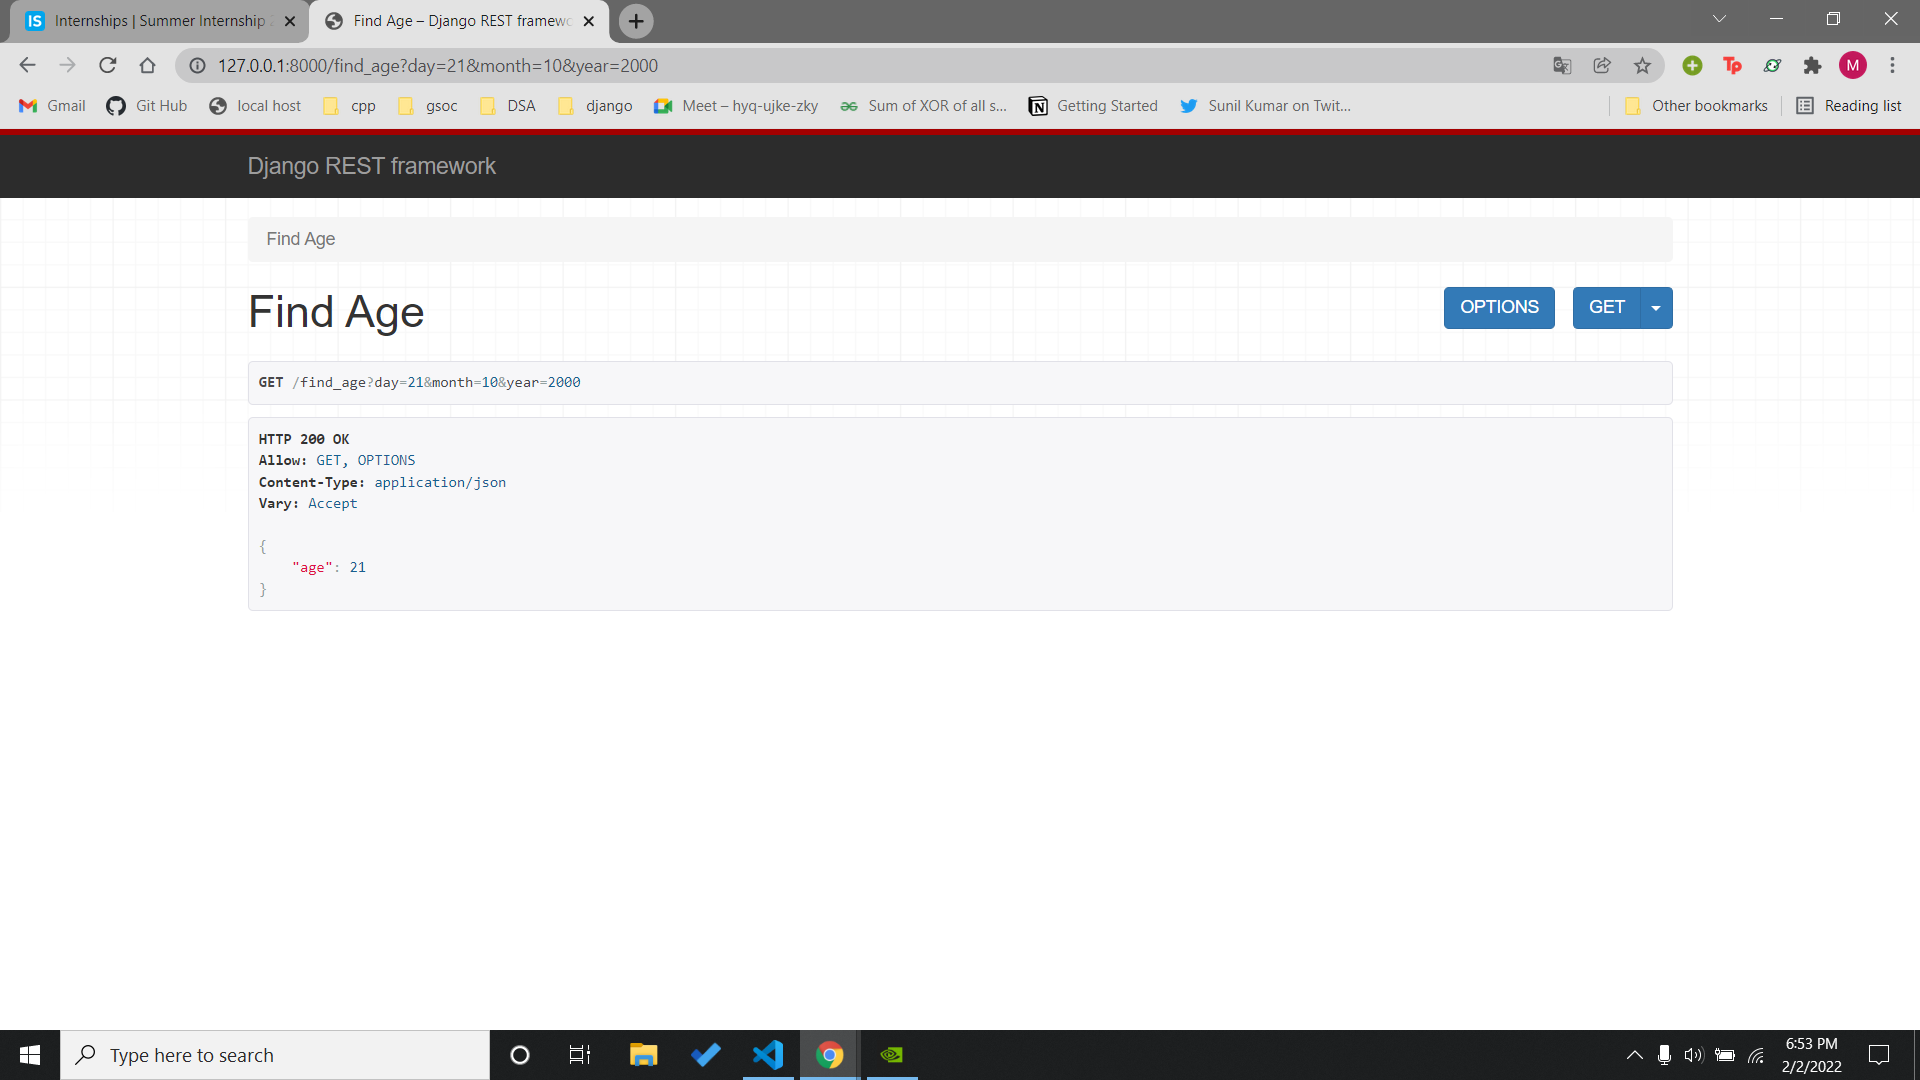 IS Internships | Summer Internship
Find Age – Django REST framewo
127.0.0.1:8000/find_age?day=21&month=10&year=2000
Tp
M
Gmail
Git Hub
local host
cpp
gsoc
DSA
django
Meet – hyq-ujke-zky
Sum of XOR of all s...
Getting Started
Sunil Kumar on Twit...
Other bookmarks
Reading list
Django REST framework
Find Age
Find Age
OPTIONS
GET
GET /find_age?day=21&month=10&year=2000
HTTP 200 OK
Allow: GET, OPTIONS
Content-Type: application/json
Vary: Accept
{
"age": 21
}
Type here to search
6:53 PM
2/2/2022